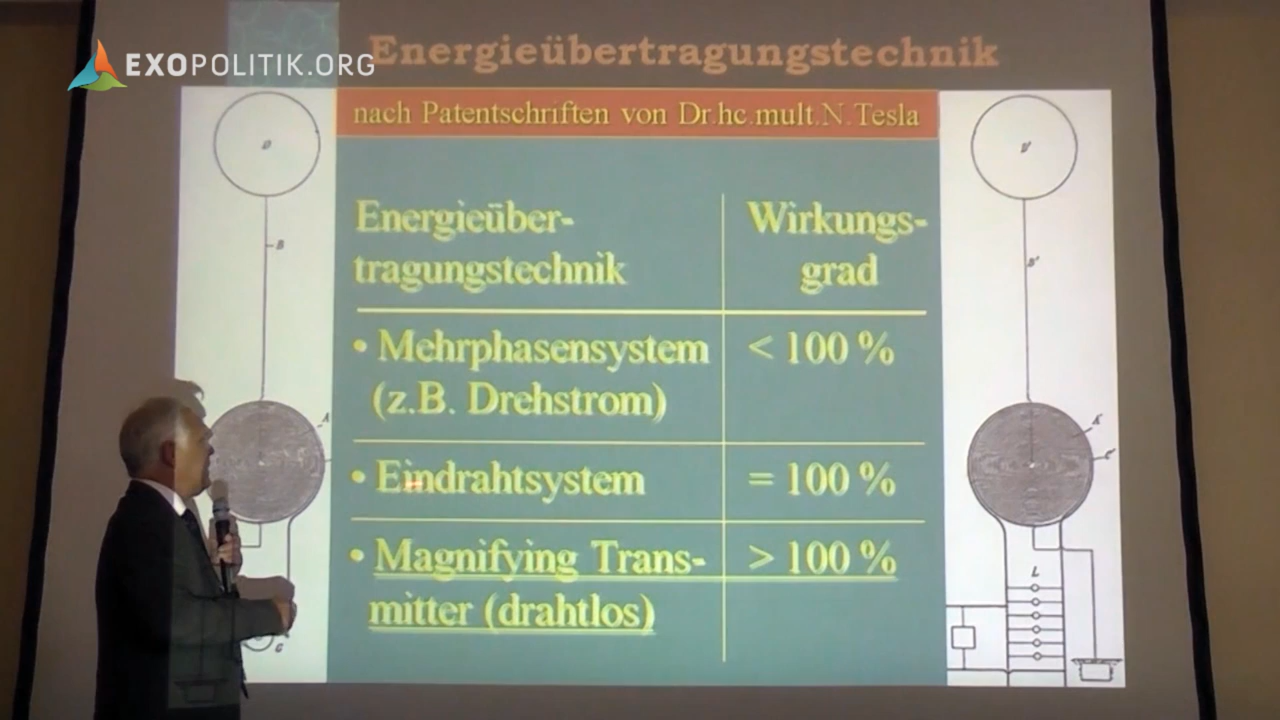 EXOPOLITIK.ORG
Energieübertragungstechnik
nach Patentschriften von Dr.hc.mult.N.Tesla
Energieüber-
tragungstechnik
Wirkungs-
grad
• Mehrphasensystem
(z.B. Drehstrom)
< 100 %
• Eindrahtsystem
= 100 %
• Magnifying Trans-
mitter (drahtlos)
> 100 %
B
A
G
B'
L